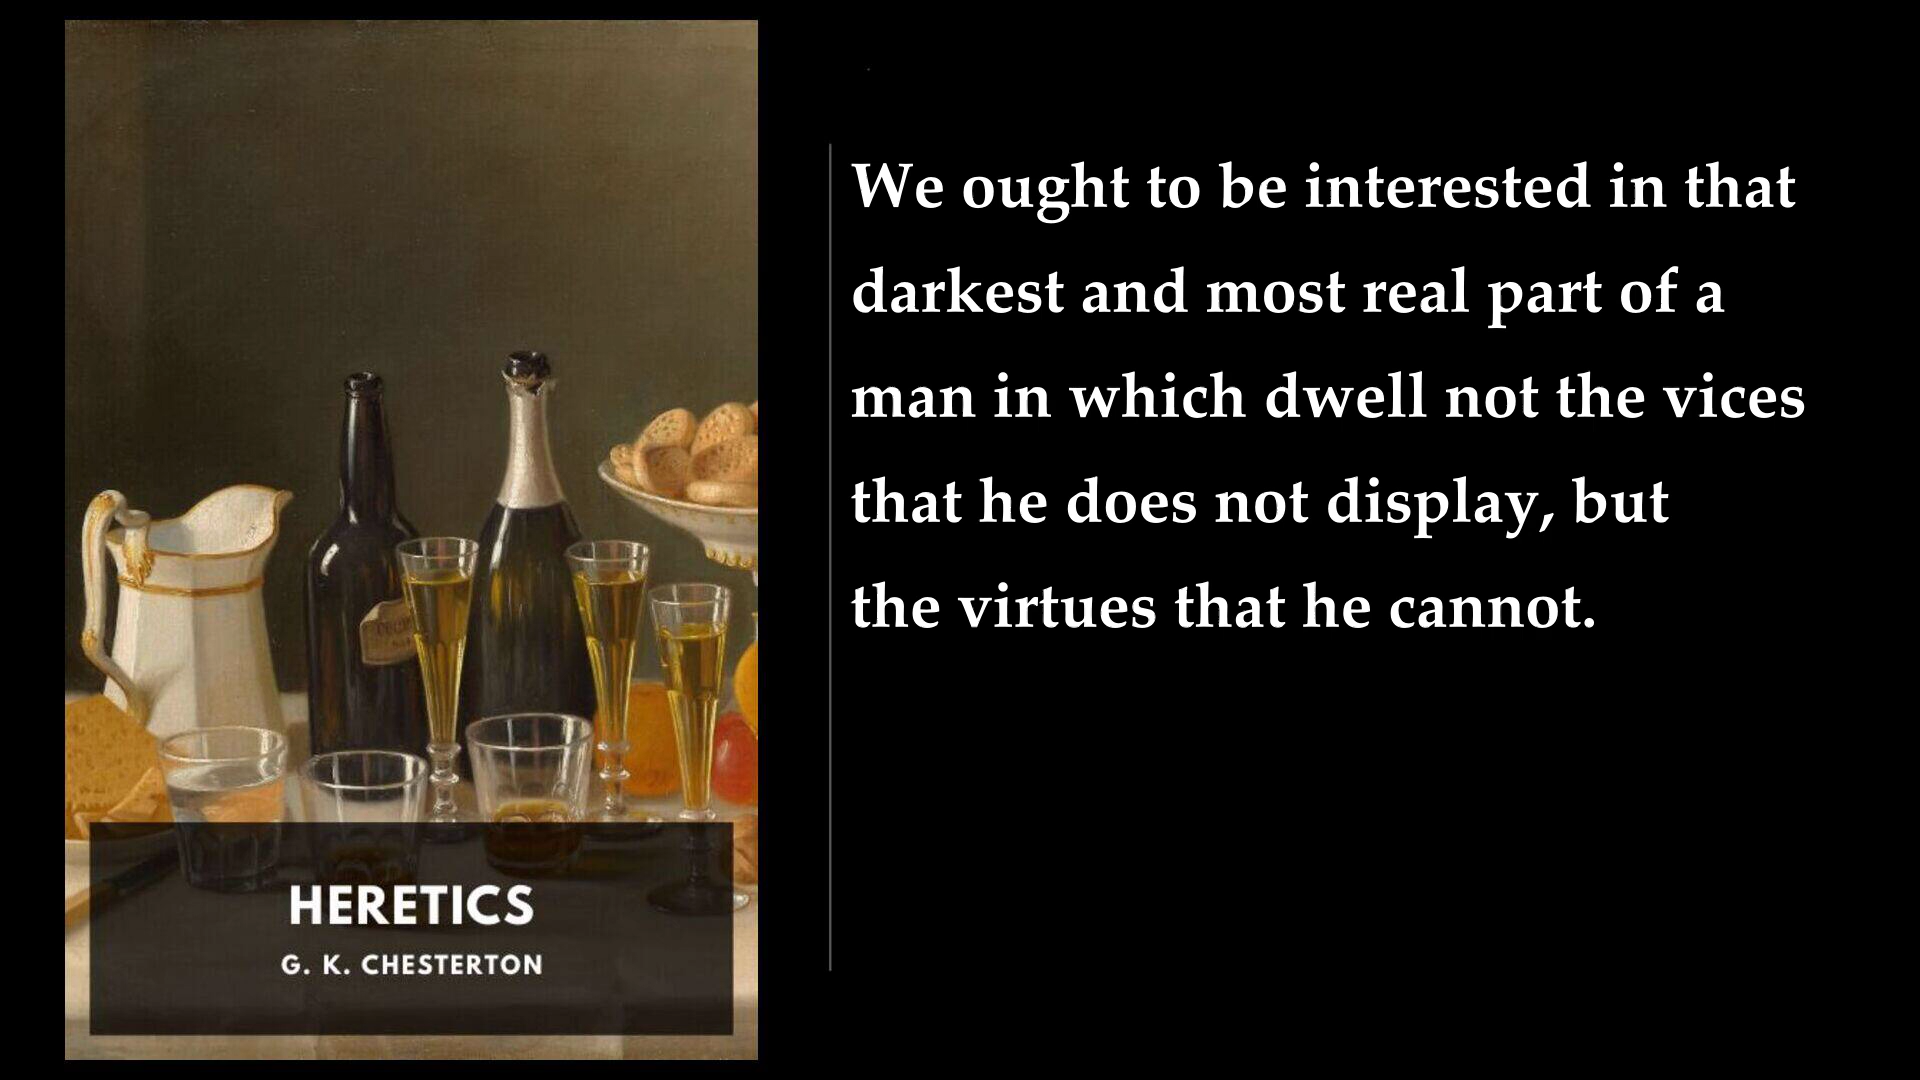 We ought to be interested in that
darkest and most real part of a
man in which dwell not the vices
that he does not display, but
the virtues that he cannot.
HERETICS
G. K. CHESTERTON